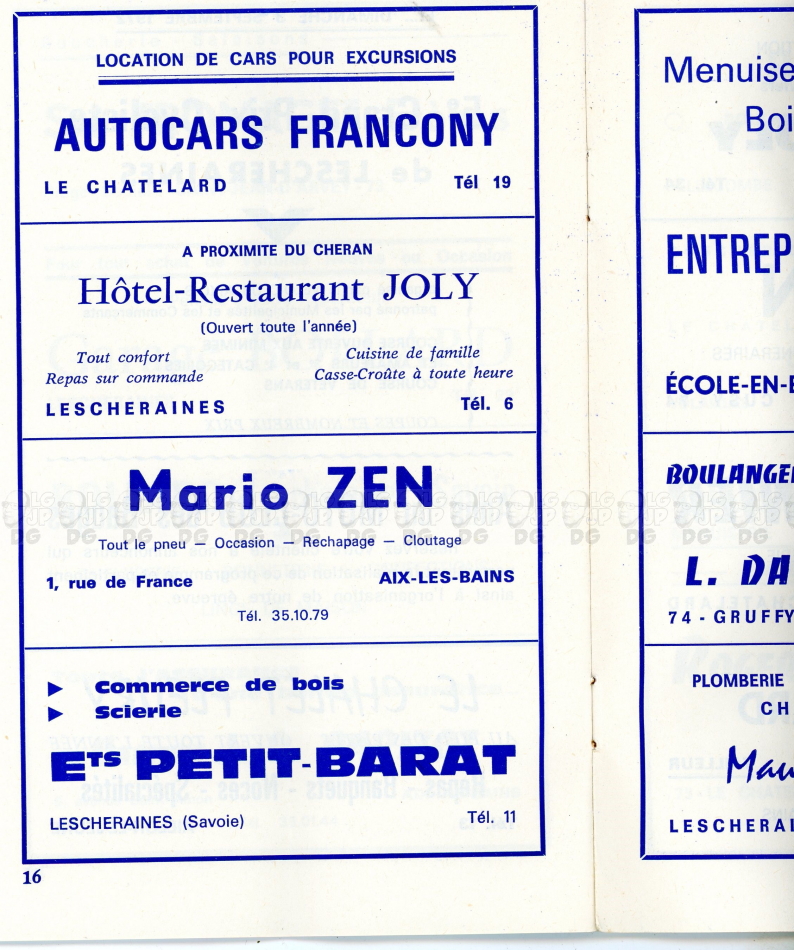 LOCATION DE CARS POUR EXCURSIONS
AUTOCARS FRANCONY
LE CHATELARD Tél 19
A PROXIMITE DU CHERAN
Hôtel-Restaurant JOLY
(Ouvert toute l'année)
Tout confort Cuisine de famille
Repas sur commande Casse-Croûte à toute heure
LESCHERAINES Tél. 6
Mario ZEN
Tout le pneu — Occasion — Rechapage — Cloutage
1, rue de France AIX-LES-BAINS
Tél. 35.10.79
► Commerce de bois
► Scierie
ETS PETIT-BARAT
LESCHERAINES (Savoie) Tél. 11
16
Menuise
Boi
ENTREP
ÉCOLE-EN-
BOULANGE
L. DA
74 - GRUFFY
PLOMBERIE
CH
Mau
LESCHERAI